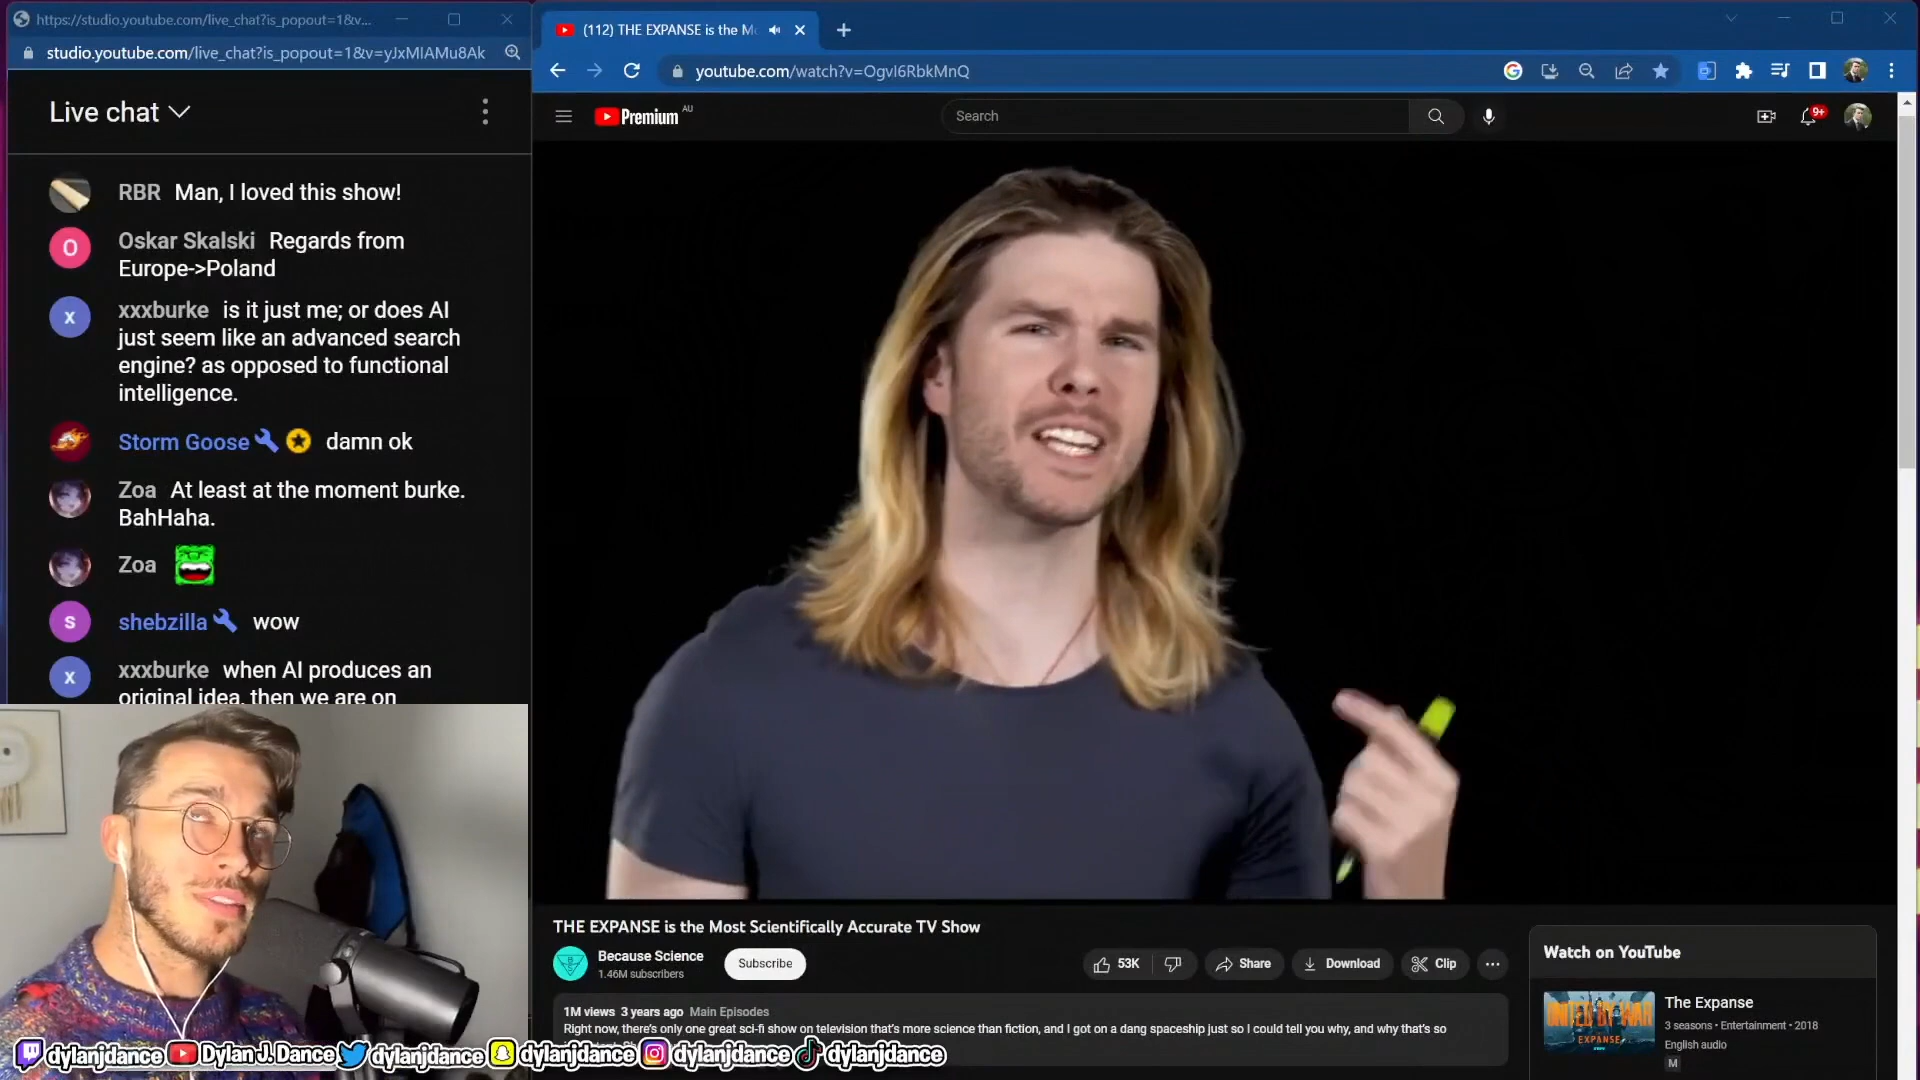 https://studio.youtube.com/live_chat?is_popout=1&v...
studio.youtube.com/live_chat?is_popout=1&v=yJxMIAMu8Ak
Live chat
RBR Man, I loved this show!
O
Oskar Skalski Regards from
Europe->Poland
x
xxxburke is it just me; or does AI
just seem like an advanced search
engine? as opposed to functional
intelligence.
Storm Goose damn ok
Zoa At least at the moment burke.
BahHaha.
Zoa
s
shebzilla wow
x
xxxburke when AI produces an
original idea, then we are on
(112) THE EXPANSE is the Mo
youtube.com/watch?v=Ogvl6RbkMnQ
Premium AU
Search
9+
THE EXPANSE is the Most Scientifically Accurate TV Show
Because Science
1.46M subscribers
Subscribe
53K
Share
Download
Clip
1M views 3 years ago Main Episodes
Right now, there's only one great sci-fi show on television that's more science than fiction, and I got on a dang spaceship just so I could tell you why, and why that's so
Watch on YouTube
UNITED BY WAR
EXPANSE
The Expanse
3 seasons • Entertainment • 2018
English audio
M
dylanjdance Dylan J. Dance dylanjdance dylanjdance dylanjdance dylanjdance